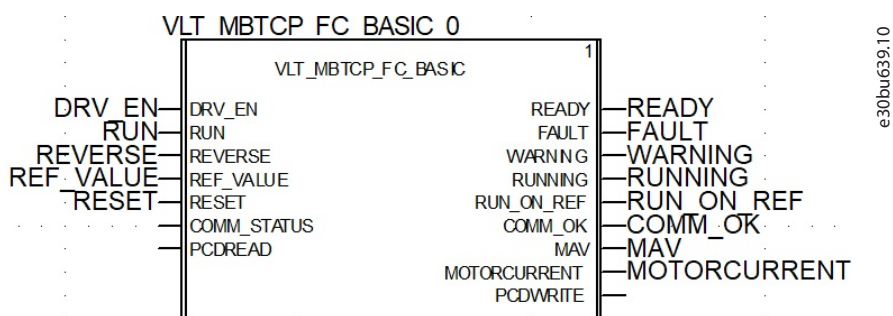 VLT_MBTCP_FC_BASIC_0
1
VLT_MBTCP_FC_BASIC
DRV_EN DRV_EN READY READY
RUN RUN FAULT FAULT
REVERSE REVERSE WARNING WARNING
REF_VALUE REF_VALUE RUNNING RUNNING
RESET RESET RUN_ON_REF RUN_ON_REF
COMM_STATUS COMM_OK COMM_OK
PCDREAD MAV MAV
MOTORCURRENT MOTORCURRENT
PCDWRITE
e30bu639.10